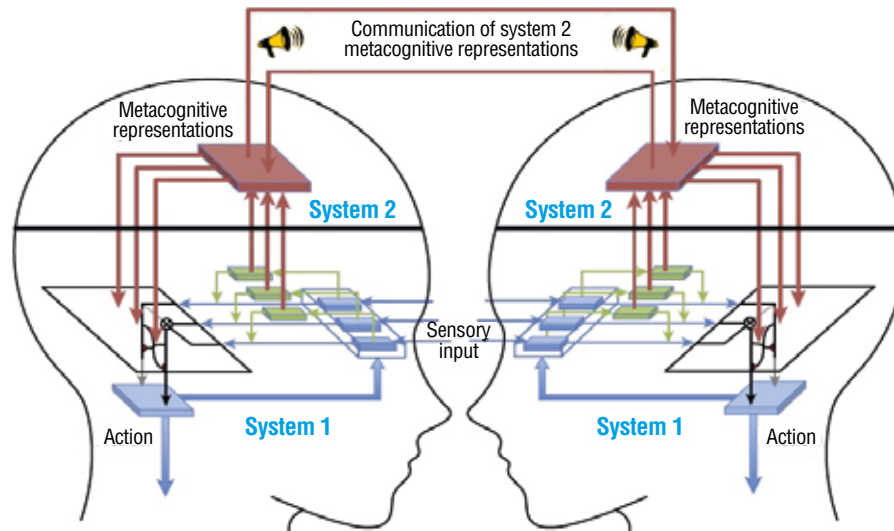 Communication of system 2
metacognitive representations
Metacognitive
representations
Metacognitive
representations
System 2
System 2
Sensory
input
System 1
System 1
Action
Action